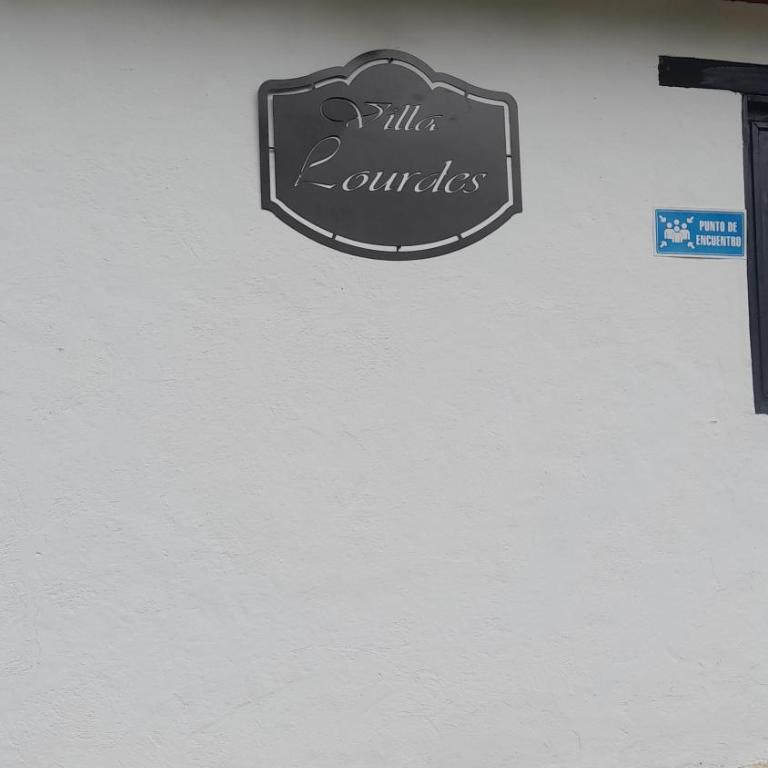 Villa
Lourdes
PUNTO DE
ENCUENTRO